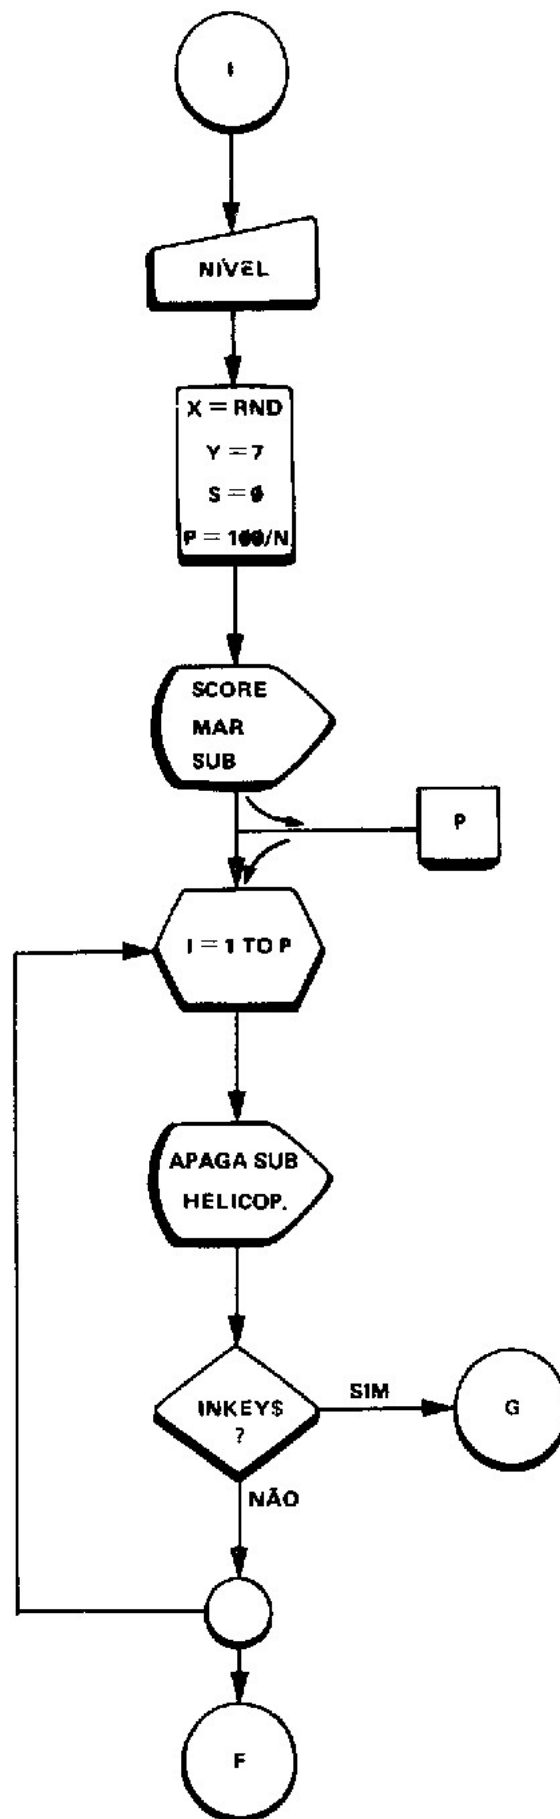 I
NÍVEL
X = RND
Y = 7
S = 0
P = 100/N
SCORE
MAR
SUB
P
I = 1 TO P
APAGA SUB
HELICOP.
INKEY$
?
SIM
G
NÃO
F